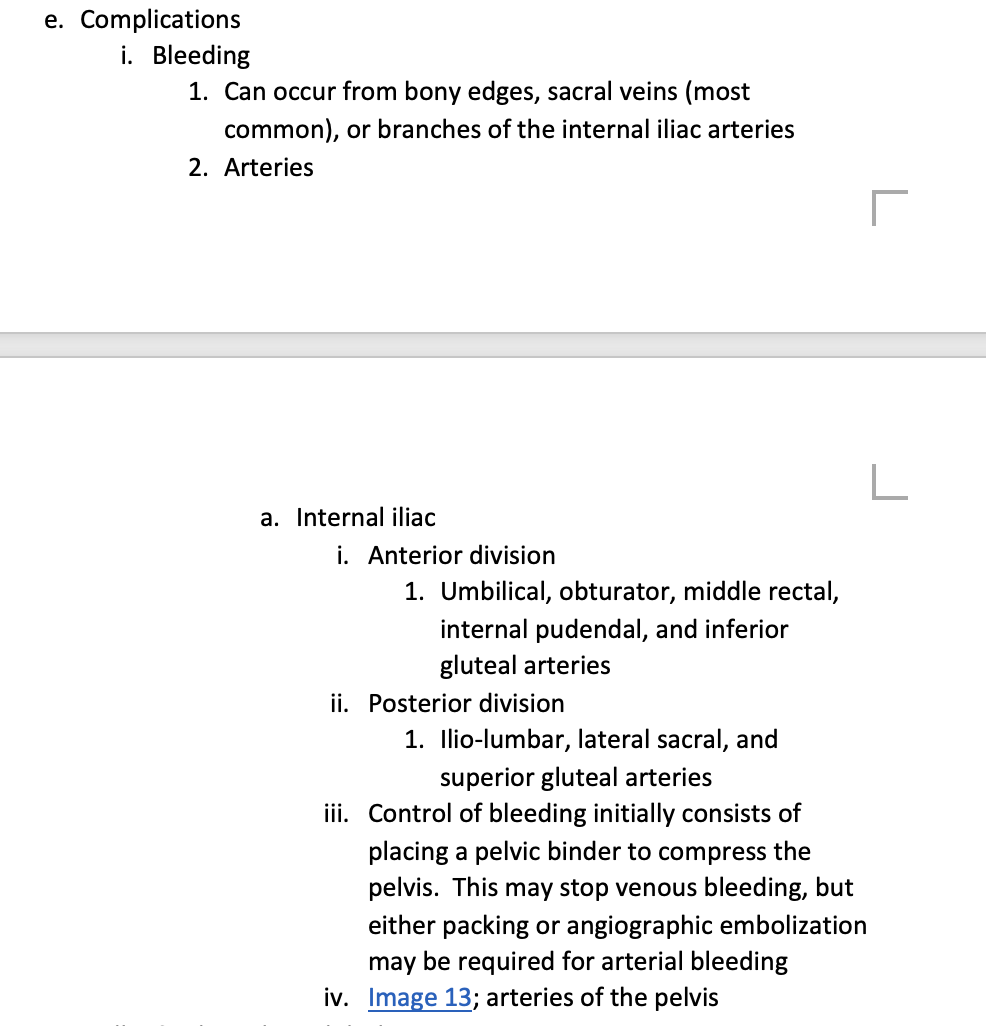 e. Complications
i. Bleeding
1. Can occur from bony edges, sacral veins (most
common), or branches of the internal iliac arteries
2. Arteries
a. Internal iliac
i. Anterior division
1. Umbilical, obturator, middle rectal,
internal pudendal, and inferior
gluteal arteries
ii. Posterior division
1. Ilio-lumbar, lateral sacral, and
superior gluteal arteries
iii. Control of bleeding initially consists of
placing a pelvic binder to compress the
pelvis.  This may stop venous bleeding, but
either packing or angiographic embolization
may be required for arterial bleeding
iv. Image 13; arteries of the pelvis